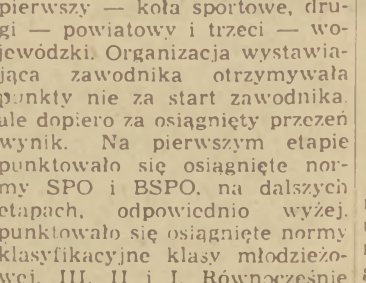 pierwszy — koła sportowe, dru-
gi — powiatowy i trzeci — wo-
jewódzki. Organizacja wystawia-
jąca zawodnika otrzymywała
punkty nie za start zawodnika,
ale dopiero za osiągnięty przezeń
wynik. Na pierwszym etapie
punktowało się osiągnięte nor-
my SPO i BSPO, na dalszych
etapach, odpowiednio wyżej,
punktowało się osiągnięte normy
klasyfikacyjne klasy młodzieżo-
wej, III, II i I. Równocześnie